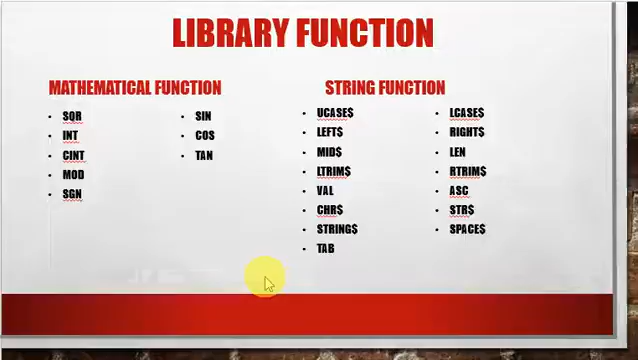 LIBRARY FUNCTION
MATHEMATICAL FUNCTION
SQR
INT
CINT
MOD
SGN
SIN
COS
TAN
STRING FUNCTION
UCASE$
LEFT$
MID$
LTRIM$
VAL
CHR$
STRING$
TAB
LCASE$
RIGHT$
LEN
RTRIM$
ASC
STR$
SPACE$